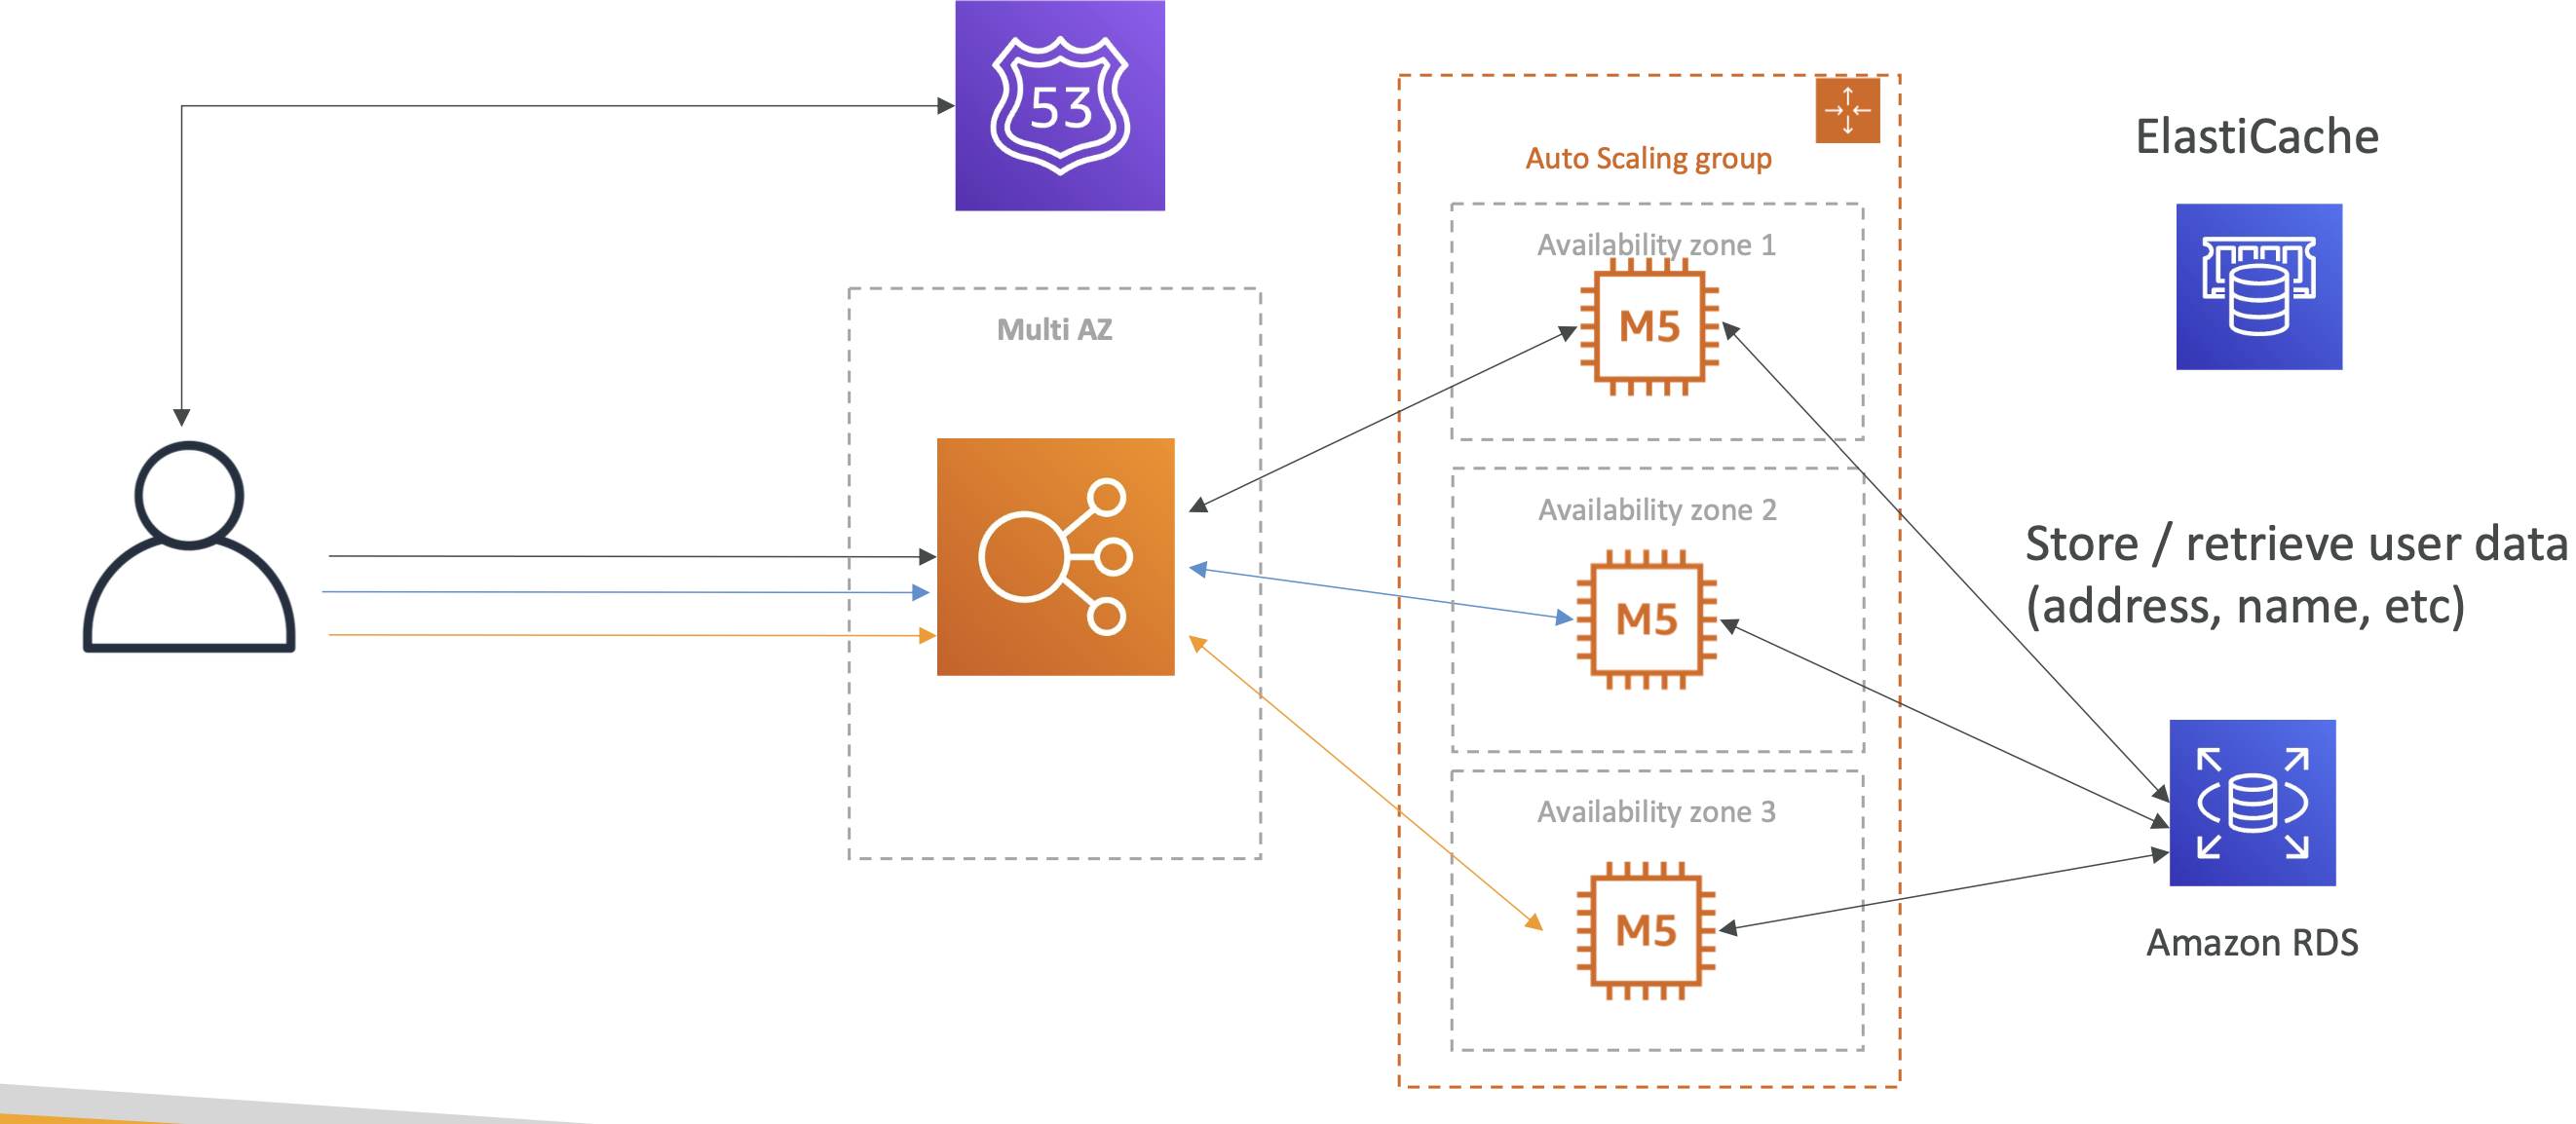 53
Auto Scaling group
ElastiCache
Availability zone 1
M5
Multi AZ
Availability zone 2
M5
Store / retrieve user data
(address, name, etc)
Availability zone 3
M5
Amazon RDS